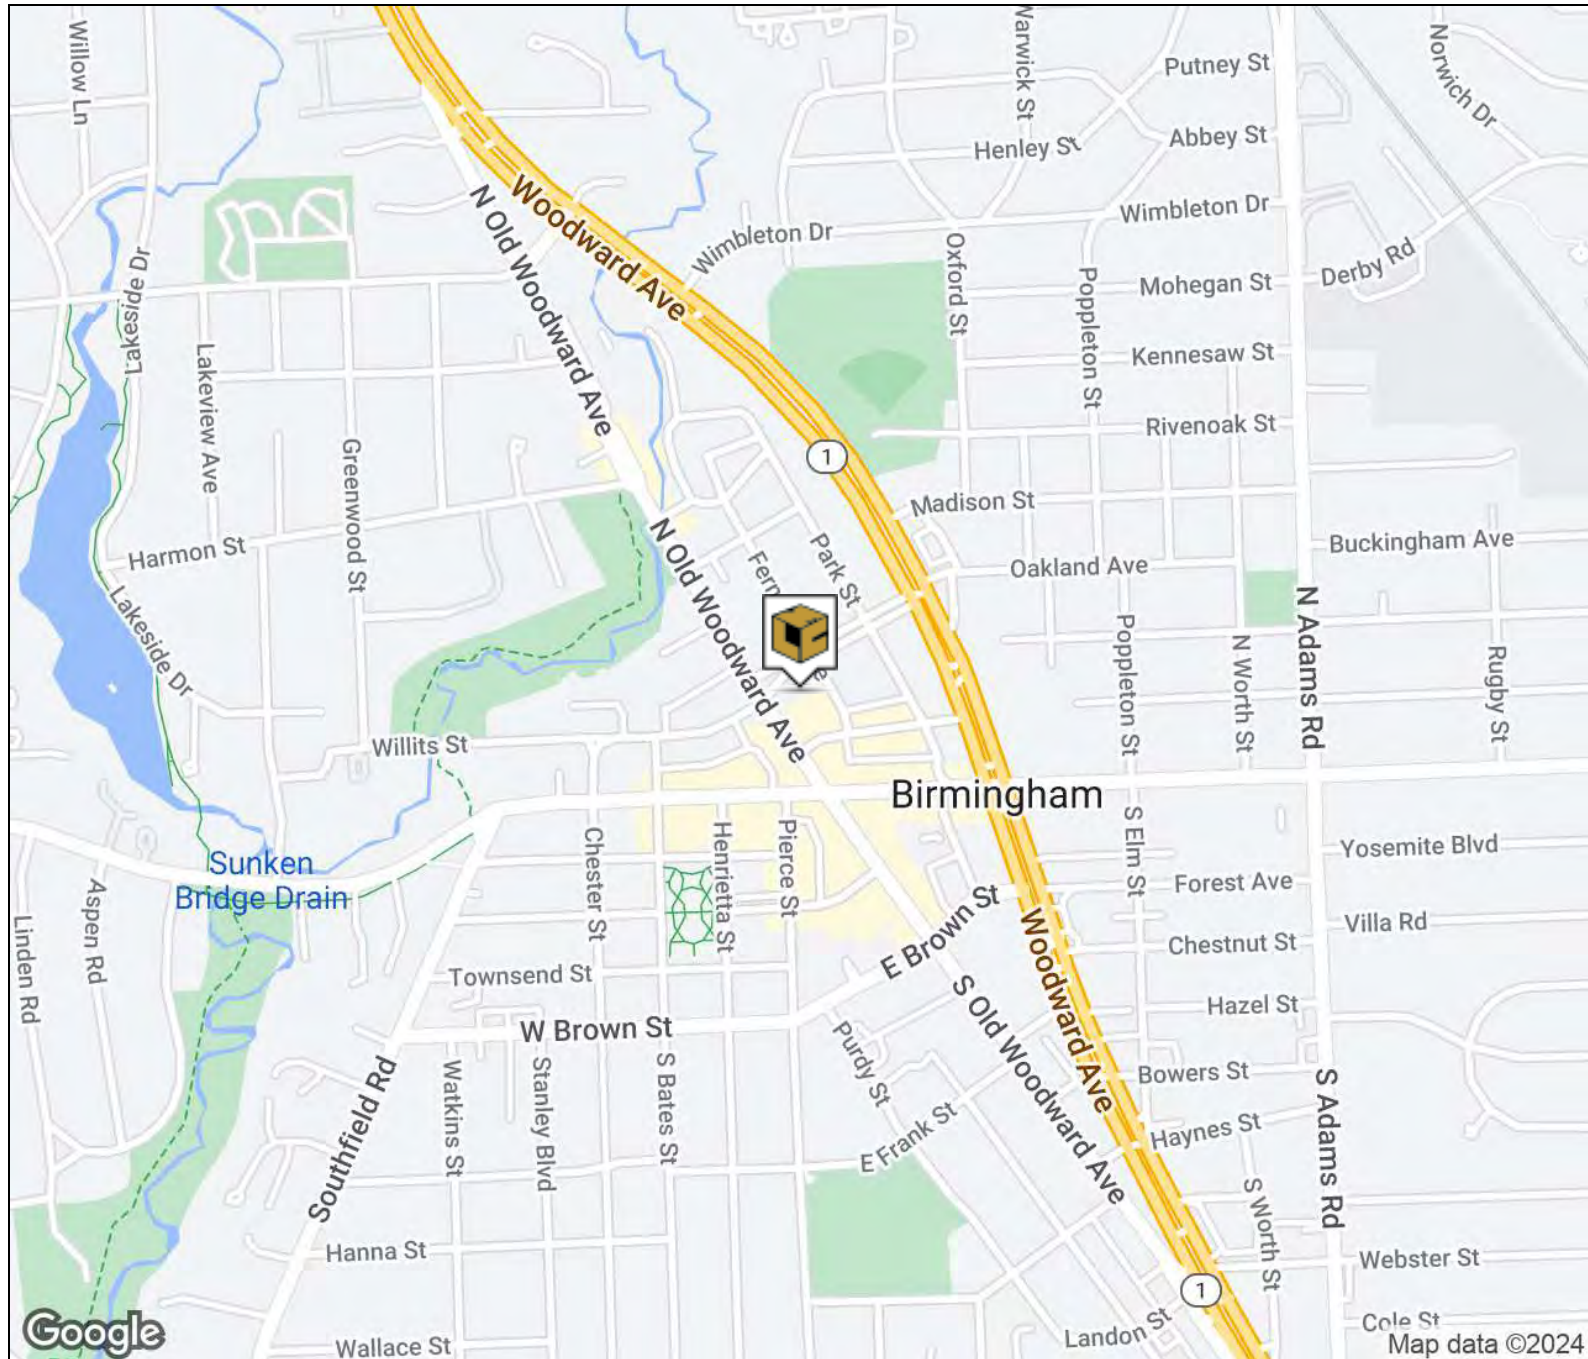 Willow Ln
Warwick St
Putney St
Norwich Dr
Abbey St
Henley St
N Old Woodward Ave
Woodward Ave
Wimbleton Dr
Wimbleton Dr
Oxford St
Poppleton St
Mohegan St
Derby Rd
Lakeside Dr
Lakeview Ave
Kennesaw St
Rivenoak St
Greenwood St
1
Madison St
Harmon St
N Old Woodward Ave
Park St
Buckingham Ave
Oakland Ave
Lakeside Dr
N Adams Rd
Poppleton St
N Worth St
Rugby St
Willits St
Birmingham
Sunken
Bridge Drain
Chester St
Henrietta St
Pierce St
S Elm St
Yosemite Blvd
Forest Ave
Aspen Rd
Linden Rd
E Brown St
Woodward Ave
Villa Rd
Chestnut St
Townsend St
S Old Woodward Ave
Hazel St
W Brown St
Purdy St
Southfield Rd
Watkins St
Stanley Blvd
S Bates St
Bowers St
S Adams Rd
E Frank St
Haynes St
S Worth St
Hanna St
Webster St
1
Google
Wallace St
Landon St
Cole St
Map data ©2024